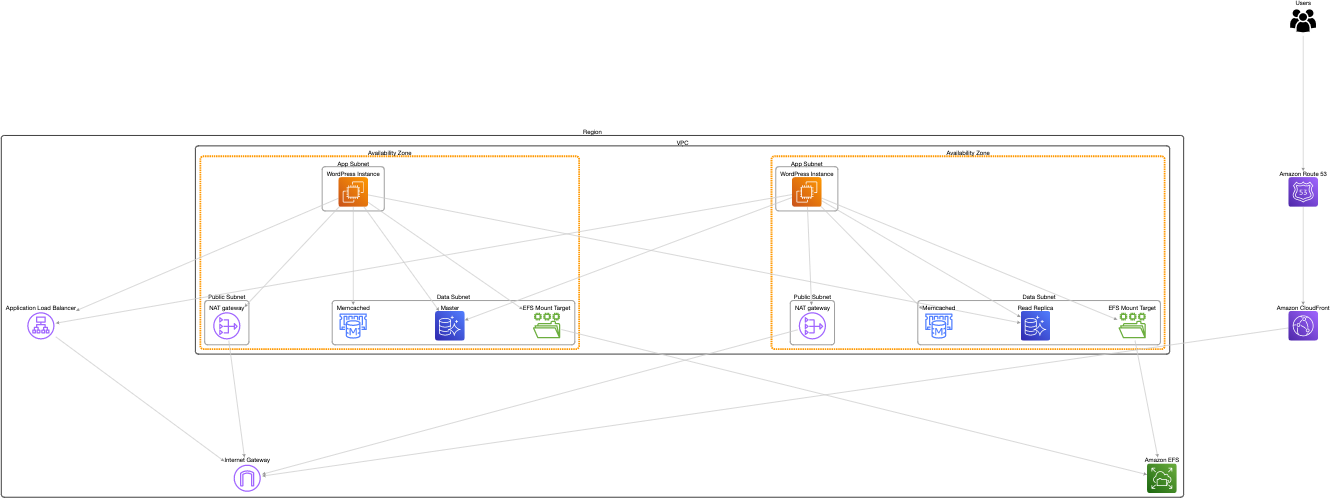 Users
Region
VPC
Availability Zone
Availability Zone
App Subnet
App Subnet
WordPress Instance
WordPress Instance
Amazon Route 53
53
Public Subnet
Data Subnet
Public Subnet
Data Subnet
Application Load Balancer
NAT gateway
Memcached
Master
EFS Mount Target
NAT gateway
Memcached
Read Replica
EFS Mount Target
Amazon CloudFront
M
M
Internet Gateway
Amazon EFS